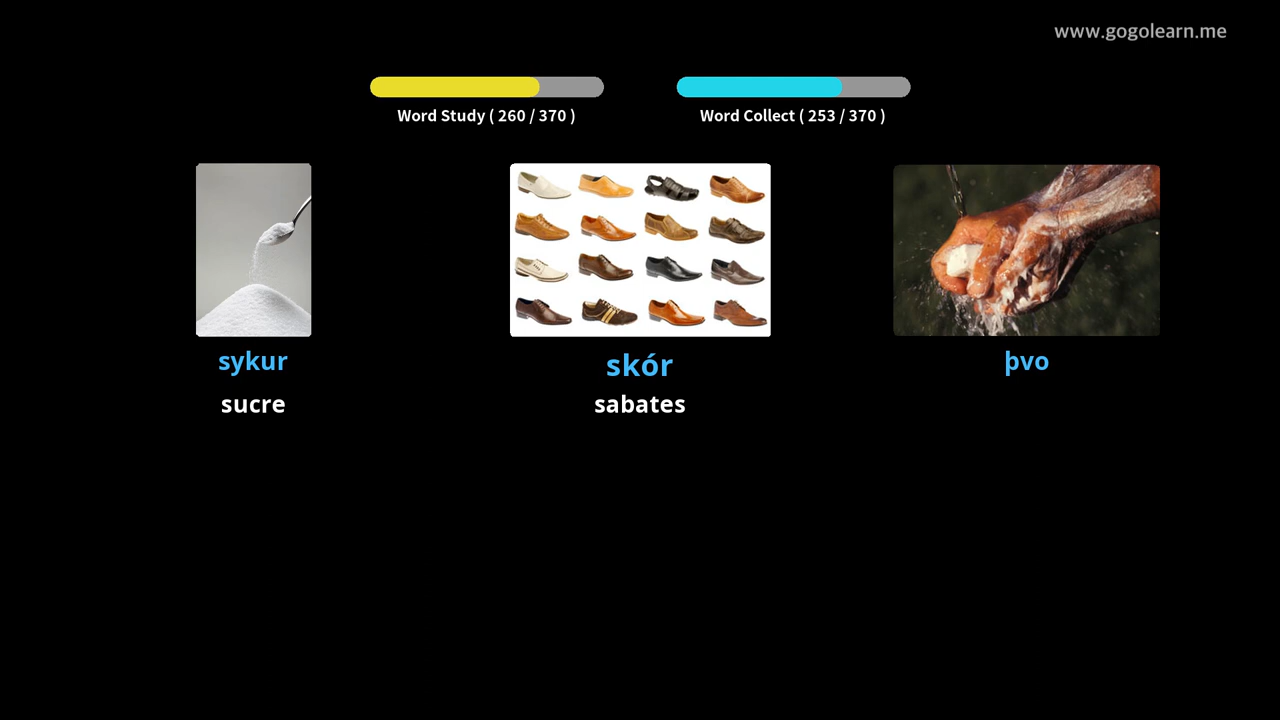 www.gogolearn.me
Word Study ( 260 / 370 )
Word Collect ( 253 / 370 )
sykur
skór
þvo
sucre
sabates